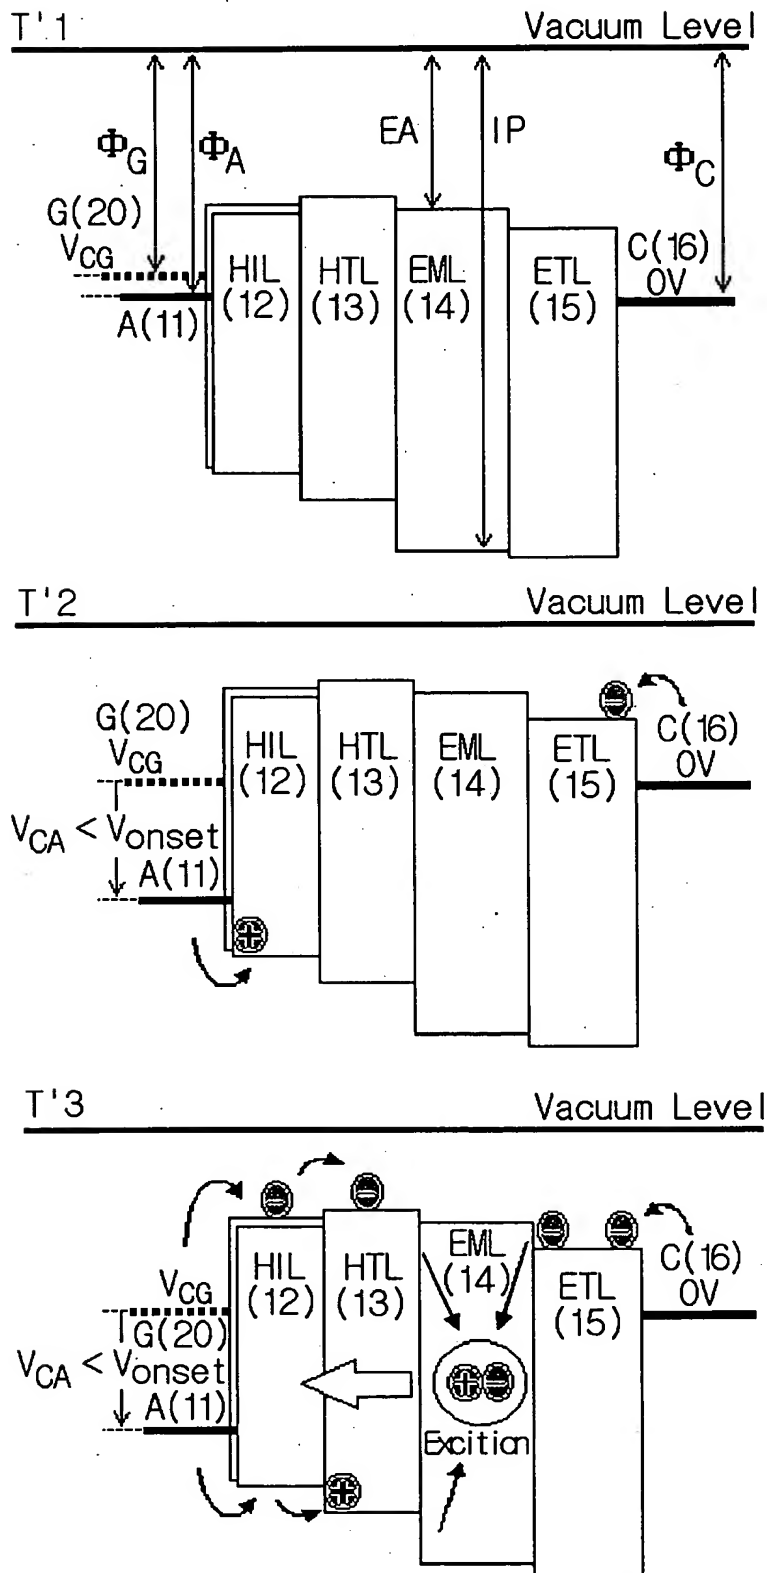 T'1 Vacuum Level
EA IP
ΦG ΦA ΦC
G(20)
VCG
A(11)
HIL
(12)
HTL
(13)
EML
(14)
ETL
(15)
C(16)
0V
T'2 Vacuum Level
G(20)
VCG
VCA < Vonset
A(11)
HIL
(12)
HTL
(13)
EML
(14)
ETL
(15)
C(16)
0V
T'3 Vacuum Level
VCG
G(20)
VCA < Vonset
A(11)
HIL
(12)
HTL
(13)
EML
(14)
Excition
ETL
(15)
C(16)
0V